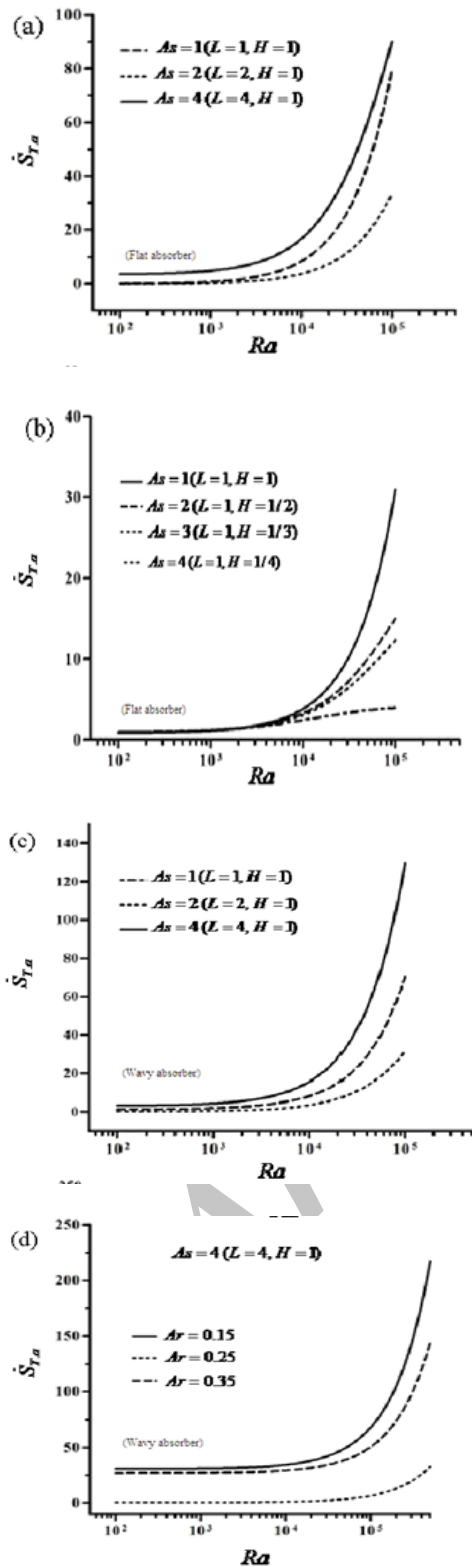 (a)
100
80
60
40
20
0
Ṡ_T,a
As = 1 (L = 1, H = 1)
As = 2 (L = 2, H = 1)
As = 4 (L = 4, H = 1)
(Flat absorber)
10² 10³ 10⁴ 10⁵
Ra
(b)
40
30
20
10
0
Ṡ_T,a
As = 1 (L = 1, H = 1)
As = 2 (L = 1, H = 1/2)
As = 3 (L = 1, H = 1/3)
As = 4 (L = 1, H = 1/4)
(Flat absorber)
10² 10³ 10⁴ 10⁵
Ra
(c)
140
120
100
80
60
40
20
0
Ṡ_T,a
As = 1 (L = 1, H = 1)
As = 2 (L = 2, H = 1)
As = 4 (L = 4, H = 1)
(Wavy absorber)
10² 10³ 10⁴ 10⁵
Ra
(d)
250
200
150
100
50
0
Ṡ_T,a
As = 4 (L = 4, H = 1)
Ar = 0.15
Ar = 0.25
Ar = 0.35
(Wavy absorber)
10² 10³ 10⁴ 10⁵
Ra